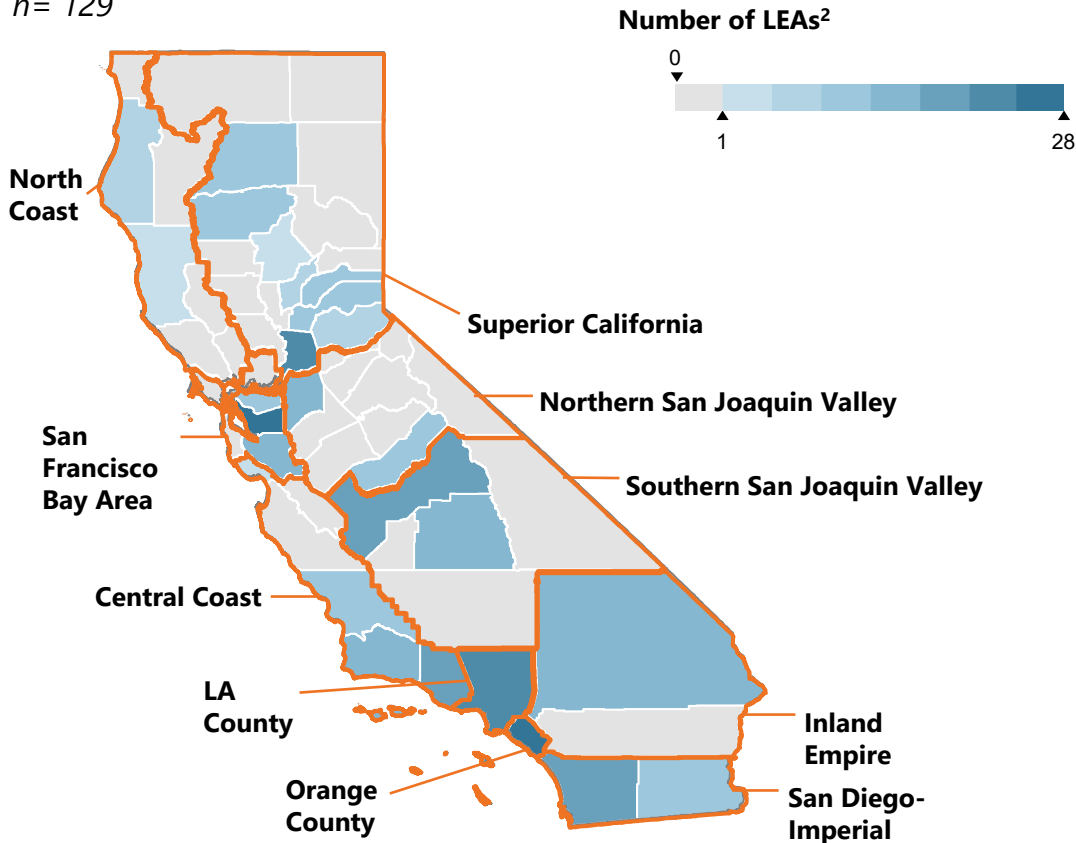 n= 129
Number of LEAs²
0
1
28
North
Coast
Superior California
Northern San Joaquin Valley
San
Francisco
Bay Area
Southern San Joaquin Valley
Central Coast
LA
County
Inland
Empire
Orange
County
San Diego-
Imperial